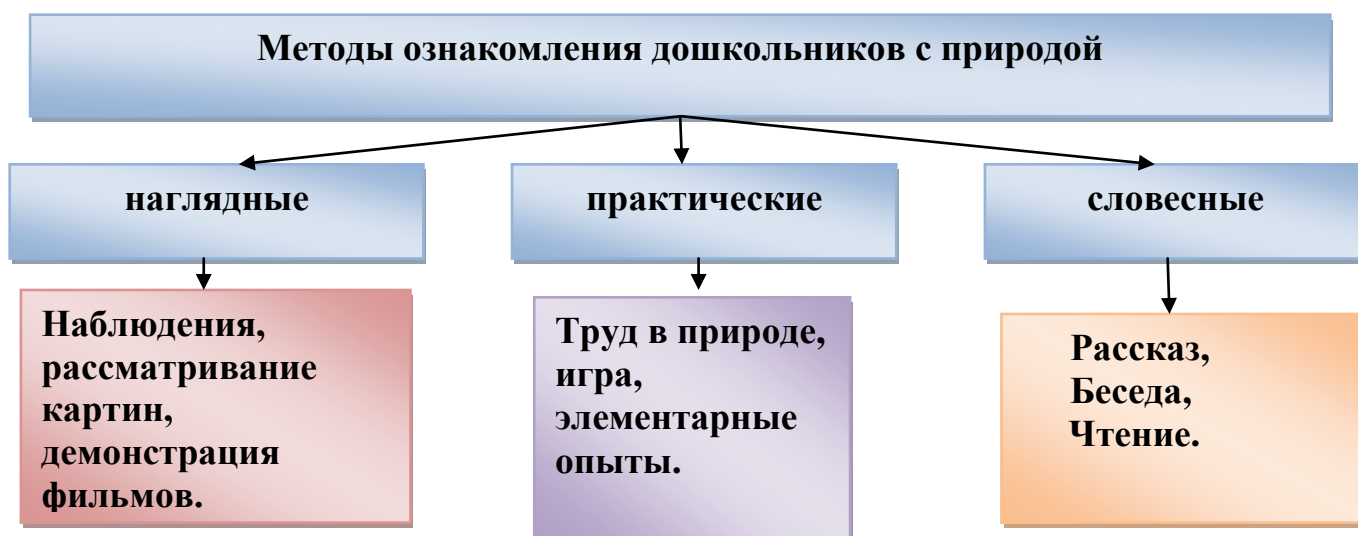 Методы ознакомления дошкольников с природой
наглядные
практические
словесные
Наблюдения,
рассматривание
картин,
демонстрация
фильмов.
Труд в природе,
игра,
элементарные
опыты.
Рассказ,
Беседа,
Чтение.